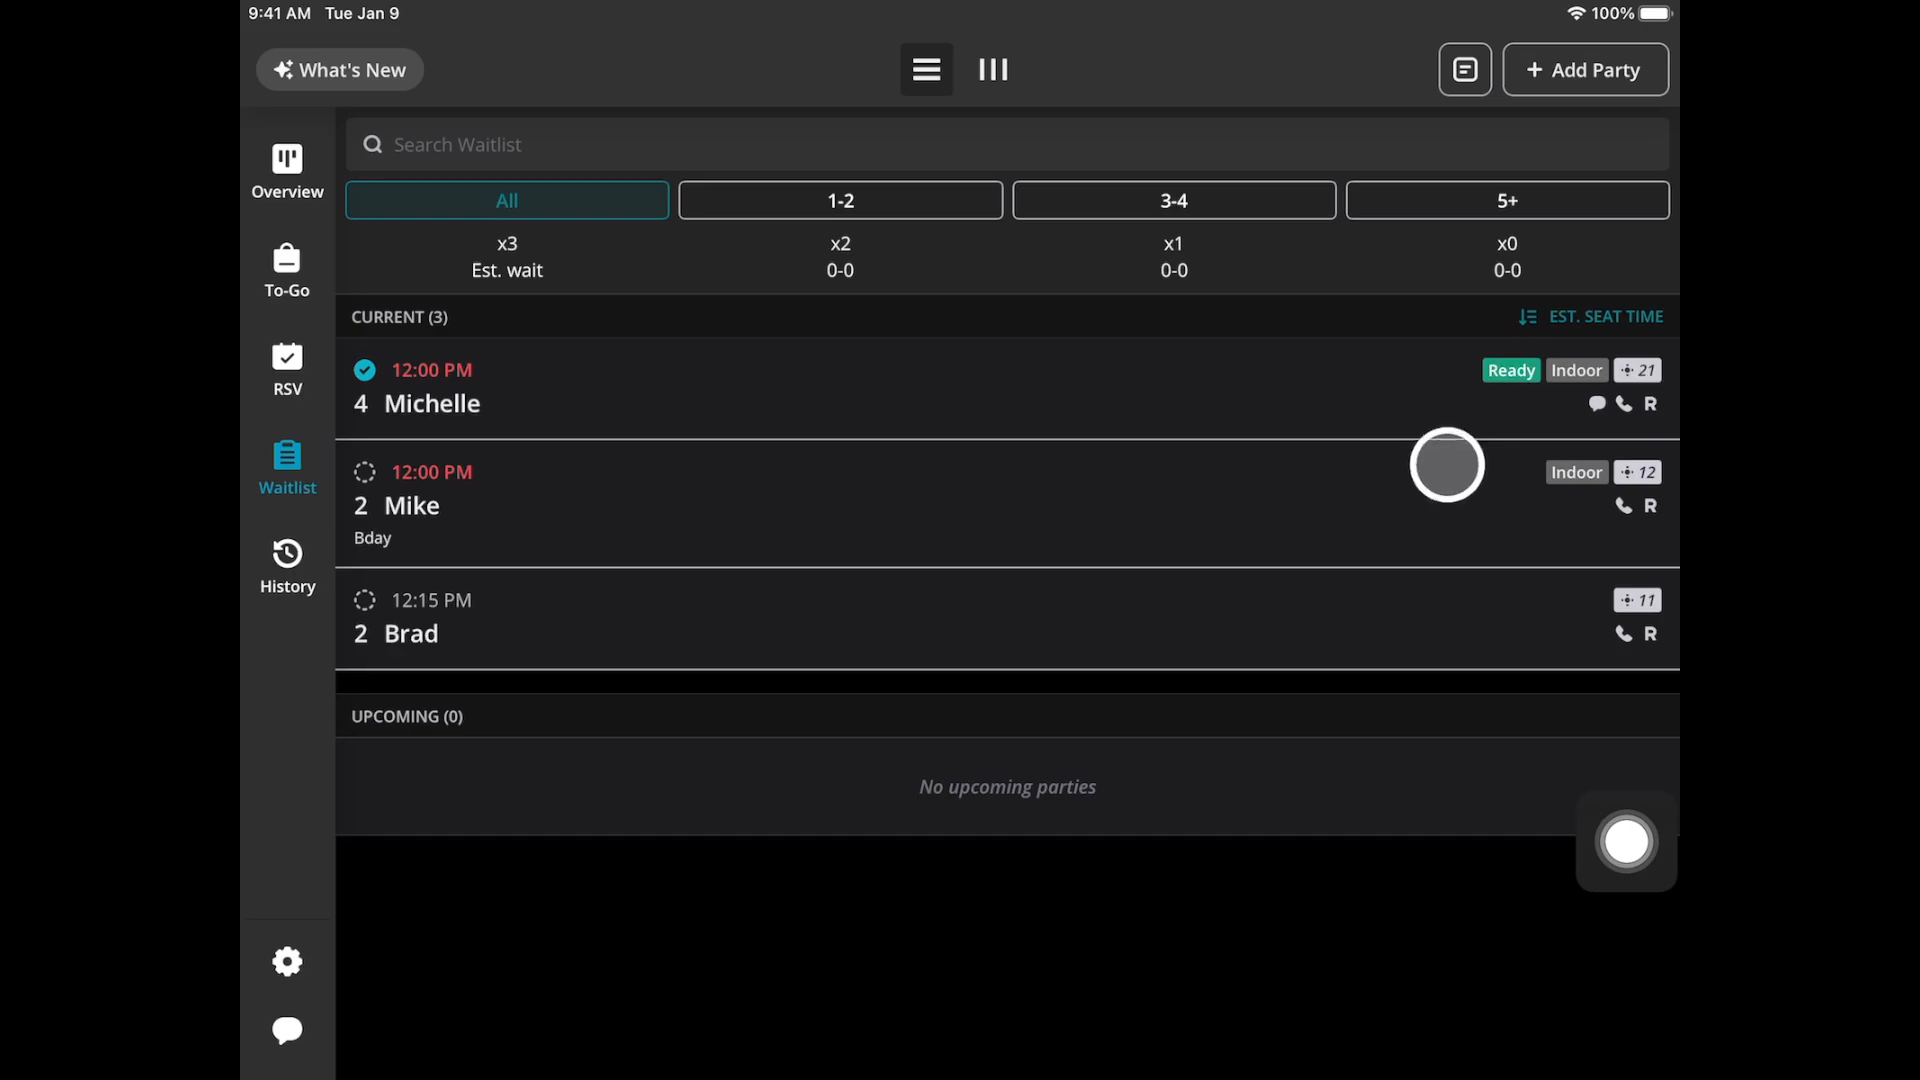 9:41 AM Tue Jan 9
100%
What's New
+ Add Party
Overview
To-Go
RSV
Waitlist
History
Search Waitlist
All 1-2 3-4 5+
x3 x2 x1 x0
Est. wait 0-0 0-0 0-0
CURRENT (3) EST. SEAT TIME
12:00 PM Ready Indoor 21
4 Michelle R
12:00 PM Indoor 12
2 Mike R
Bday
12:15 PM 11
2 Brad R
UPCOMING (0)
No upcoming parties